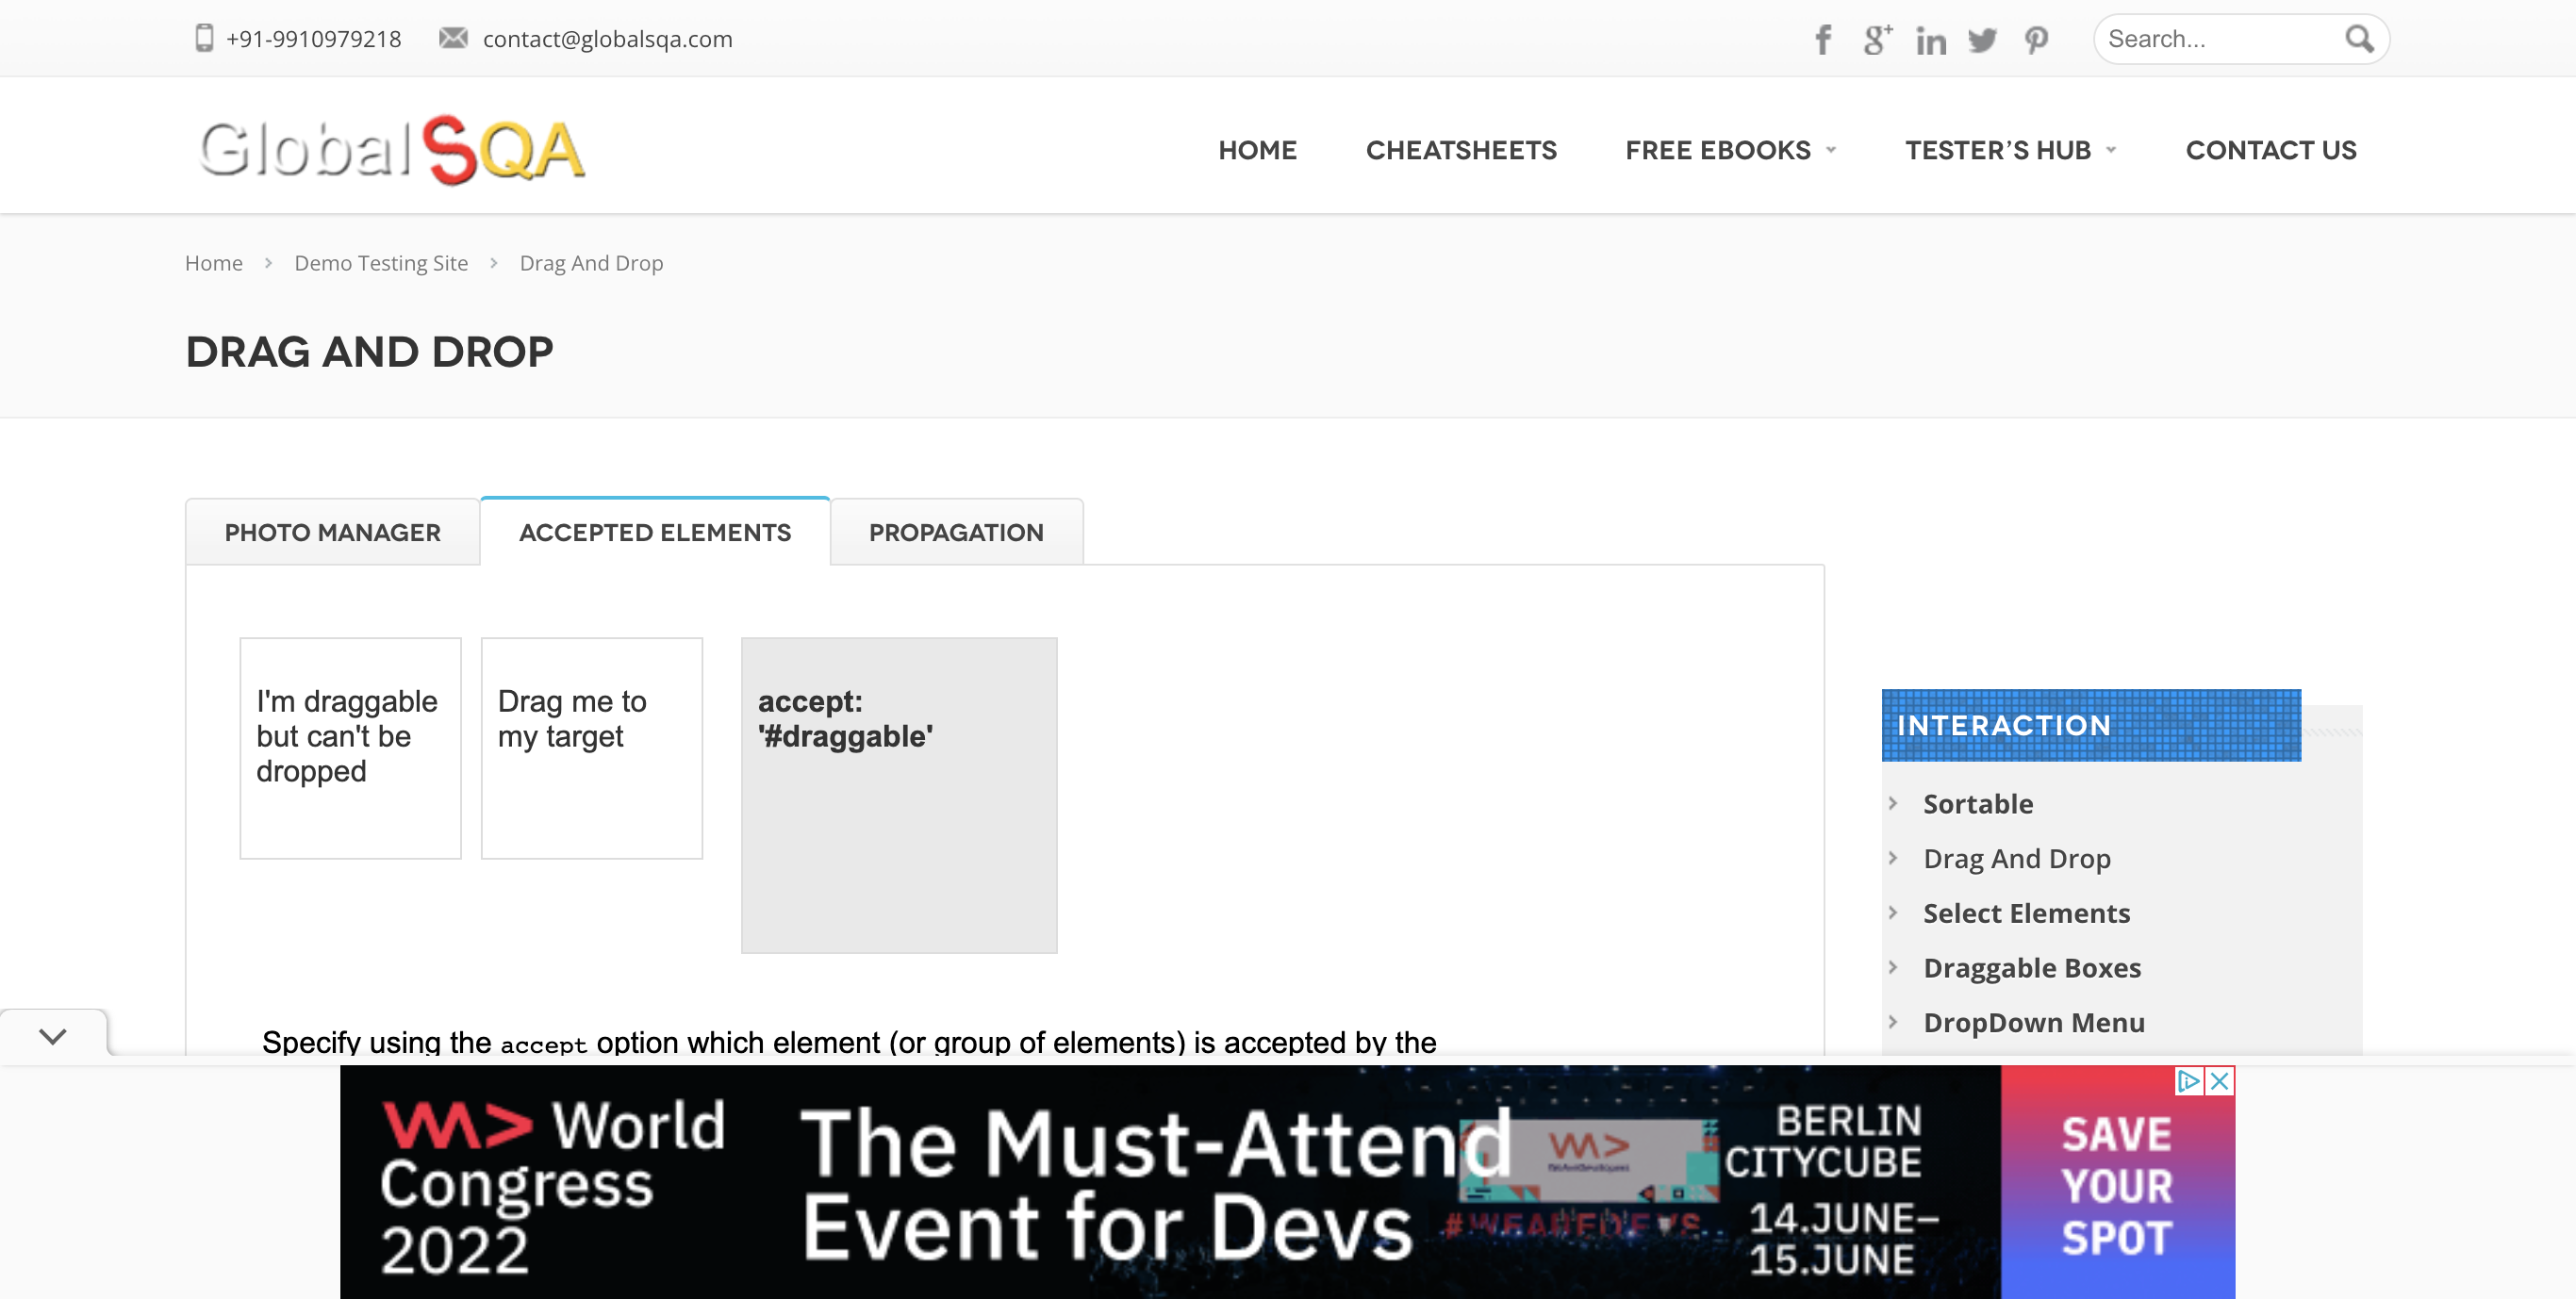 +91-9910979218 contact@globalsqa.com
Search...
GlobalSQA
HOME CHEATSHEETS FREE EBOOKS TESTER’S HUB CONTACT US
Home > Demo Testing Site > Drag And Drop
DRAG AND DROP
PHOTO MANAGER ACCEPTED ELEMENTS PROPAGATION
I'm draggable
but can't be
dropped
Drag me to
my target
accept:
'#draggable'
Specify using the accept option which element (or group of elements) is accepted by the
INTERACTION
Sortable
Drag And Drop
Select Elements
Draggable Boxes
DropDown Menu
World
Congress
2022
The Must-Attend
Event for Devs
#WEAREDEVS
BERLIN
CITYCUBE
14.JUNE–
15.JUNE
SAVE
YOUR
SPOT